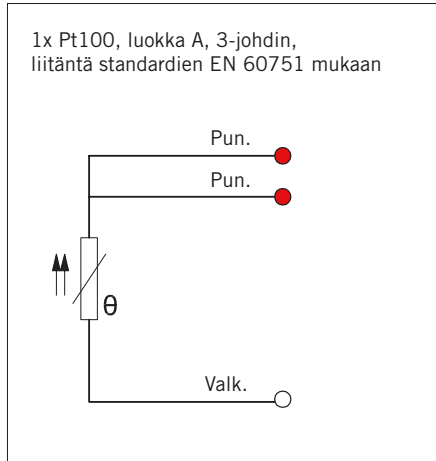 1x Pt100, luokka A, 3-johdin,
liitäntä standardien EN 60751 mukaan
Pun.
Pun.
θ
Valk.